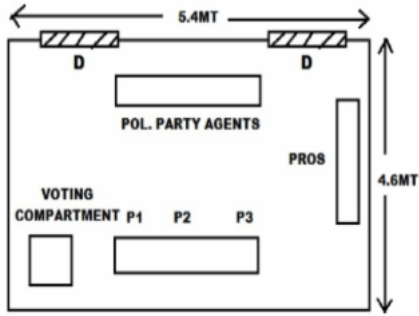 5.4MT
D
D
POL. PARTY AGENTS
PROS
4.6MT
VOTING
COMPARTMENT
P1
P2
P3